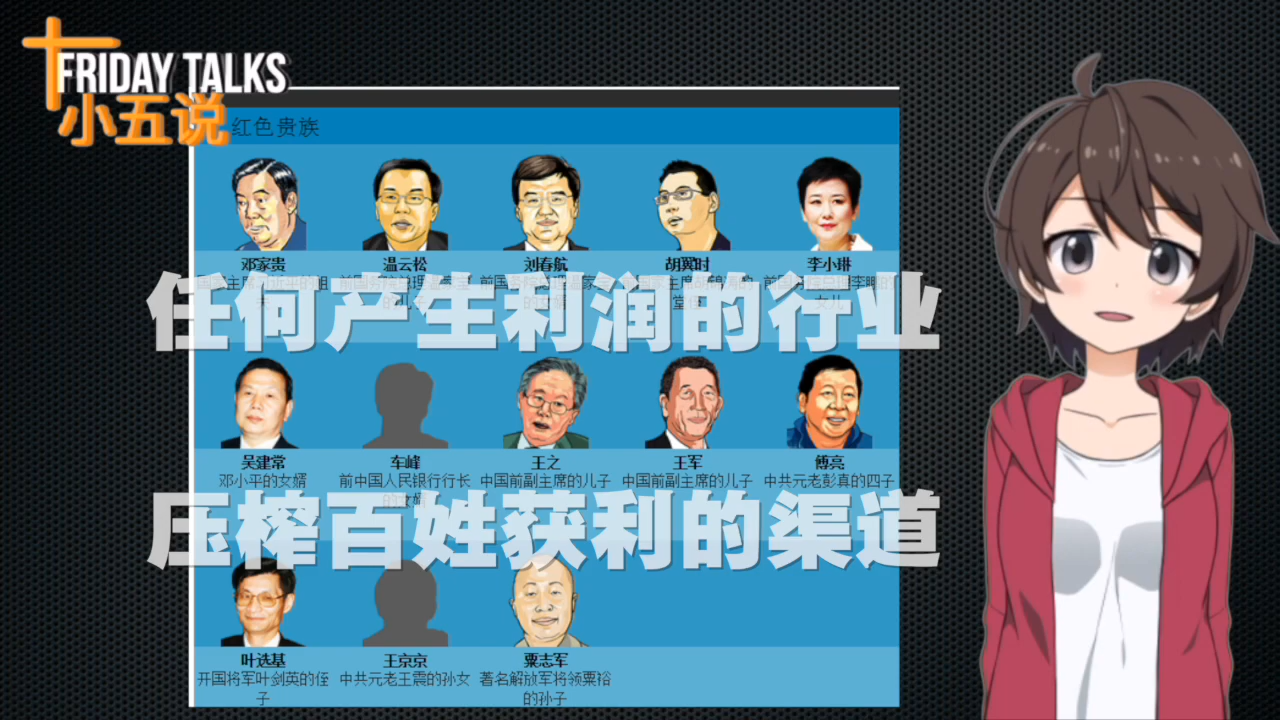 FRIDAY TALKS
小五说
红色贵族
邓家贵
温云松
刘春航
胡翼时
李小琳
任何产生利润的行业
吴建常
邓小平的女婿
车峰
前中国人民银行行长
的女婿
王之
中国前副主席的儿子
王军
中国前副主席的儿子
傅亮
中共元老彭真的四子
压榨百姓获利的渠道
叶选基
开国将军叶剑英的侄
子
王京京
中共元老王震的孙女
粟志军
著名解放军将领粟裕
的孙子